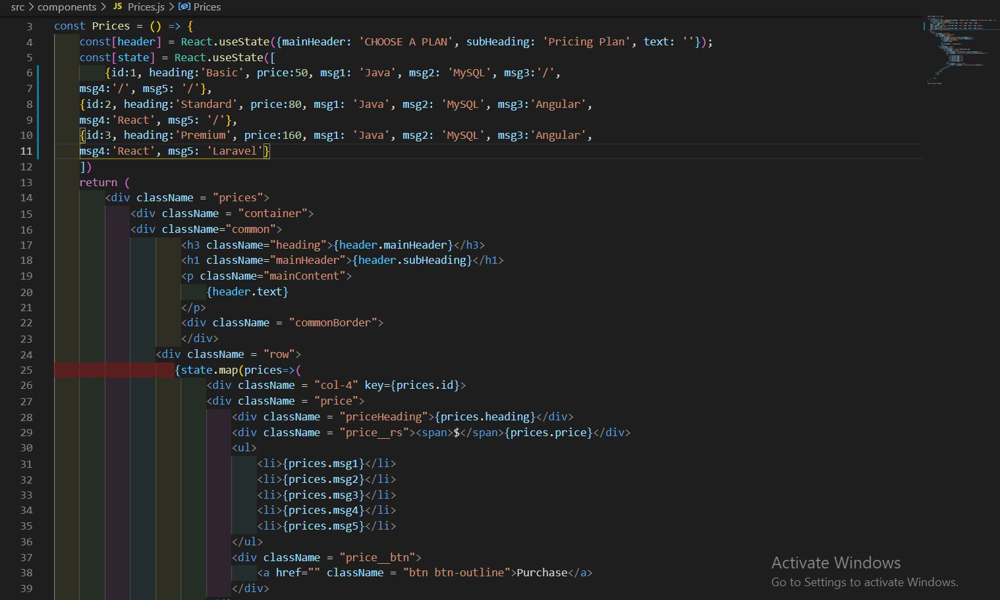 src > components > JS Prices.js > Prices
3 const Prices = () => {
4 const[header] = React.useState({mainHeader: 'CHOOSE A PLAN', subHeading: 'Pricing Plan', text: ''});
5 const[state] = React.useState([
6 {id:1, heading:'Basic', price:50, msg1: 'Java', msg2: 'MySQL', msg3:'/',
7 msg4:'/', msg5: '/'},
8 {id:2, heading:'Standard', price:80, msg1: 'Java', msg2: 'MySQL', msg3:'Angular',
9 msg4:'React', msg5: '/'},
10 {id:3, heading:'Premium', price:160, msg1: 'Java', msg2: 'MySQL', msg3:'Angular',
11 msg4:'React', msg5: 'Laravel'}
12 ])
13 return (
14 <div className = "prices">
15 <div className = "container">
16 <div className="common">
17 <h3 className="heading">{header.mainHeader}</h3>
18 <h1 className="mainHeader">{header.subHeading}</h1>
19 <p className="mainContent">
20 {header.text}
21 </p>
22 <div className = "commonBorder">
23 </div>
24 <div className = "row">
25 {state.map(prices=>(
26 <div className = "col-4" key={prices.id}>
27 <div className = "price">
28 <div className = "priceHeading">{prices.heading}</div>
29 <div className = "price__rs"><span>$</span>{prices.price}</div>
30 <ul>
31 <li>{prices.msg1}</li>
32 <li>{prices.msg2}</li>
33 <li>{prices.msg3}</li>
34 <li>{prices.msg4}</li>
35 <li>{prices.msg5}</li>
36 </ul>
37 <div className = "price__btn">
38 <a href="" className = "btn btn-outline">Purchase</a>
39 </div>
Activate Windows
Go to Settings to activate Windows.